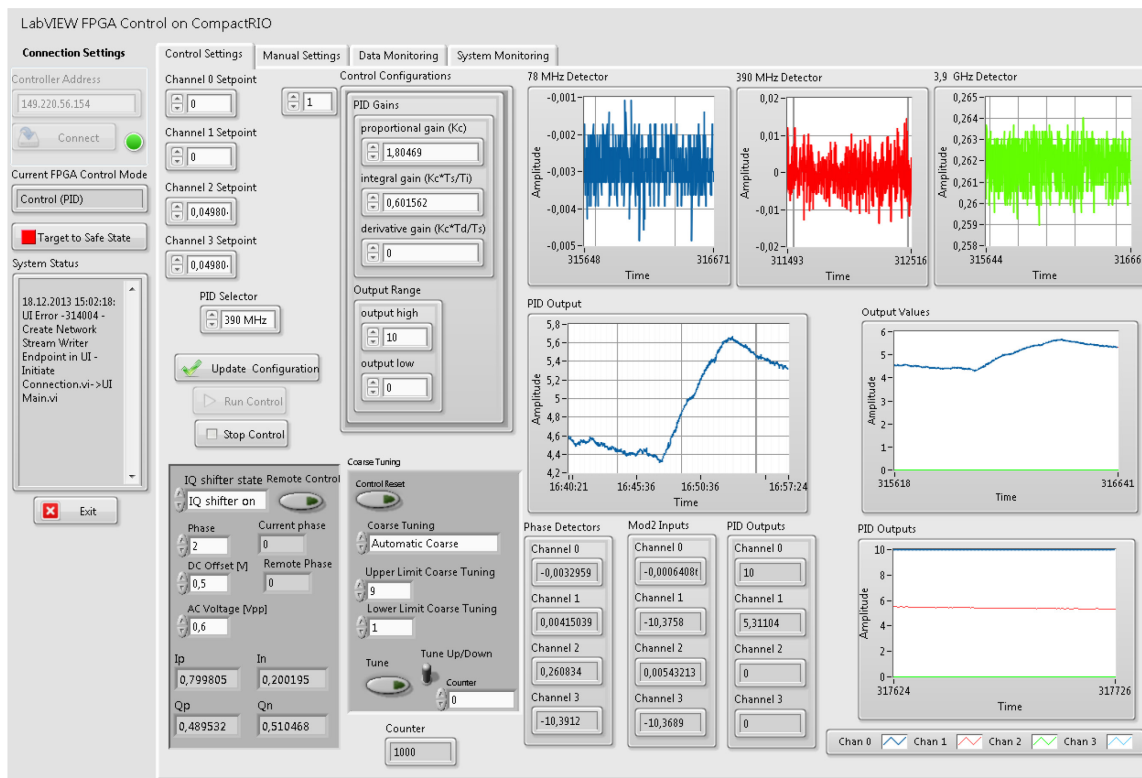 LabVIEW FPGA Control on CompactRIO
Connection Settings
Controller Address
149.220.56.154
Connect
Current FPGA Control Mode
Control (PID)
Target to Safe State
System Status
18.12.2013 15:02:18:
UI Error -314004 -
Create Network
Stream Writer
Endpoint in UI -
Initiate
Connection.vi->UI
Main.vi
Exit
Control Settings
Manual Settings
Data Monitoring
System Monitoring
Channel 0 Setpoint
0
Channel 1 Setpoint
0
Channel 2 Setpoint
0,04980
Channel 3 Setpoint
0,04980
PID Selector
390 MHz
Update Configuration
Run Control
Stop Control
1
Control Configurations
PID Gains
proportional gain (Kc)
1,80469
integral gain (Kc*Ts/Ti)
0,601562
derivative gain (Kc*Td/Ts)
0
Output Range
output high
10
output low
0
78 MHz Detector
Amplitude
-0,001
-0,002
-0,003
-0,004
-0,005
315648
316671
Time
390 MHz Detector
Amplitude
0,02
0,01
0
-0,01
-0,02
311493
312516
Time
3,9 GHz Detector
Amplitude
0,265
0,264
0,263
0,262
0,261
0,26
0,259
0,258
315644
31666
Time
PID Output
Amplitude
5,8
5,6
5,4
5,2
5
4,8
4,6
4,4
4,2
16:40:21
16:45:36
16:50:36
16:57:24
Time
Output Values
Amplitude
6
5
4
3
2
1
0
315618
316641
Time
IQ shifter state
Remote Control
IQ shifter on
Phase
2
Current phase
0
DC Offset [V]
0,5
Remote Phase
0
AC Voltage [Vpp]
0,6
Ip
0,799805
In
0,200195
Qp
0,489532
Qn
0,510468
Coarse Tuning
Control Reset
Coarse Tuning
Automatic Coarse
Upper Limit Coarse Tuning
9
Lower Limit Coarse Tuning
1
Tune
Tune Up/Down
Counter
0
Counter
1000
Phase Detectors
Channel 0
-0,0032959
Channel 1
0,00415039
Channel 2
0,260834
Channel 3
-10,3912
Mod2 Inputs
Channel 0
-0,0006408
Channel 1
-10,3758
Channel 2
0,00543213
Channel 3
-10,3689
PID Outputs
Channel 0
10
Channel 1
5,31104
Channel 2
0
Channel 3
0
PID Outputs
Amplitude
10
8
6
4
2
0
317624
317726
Time
Chan 0
Chan 1
Chan 2
Chan 3